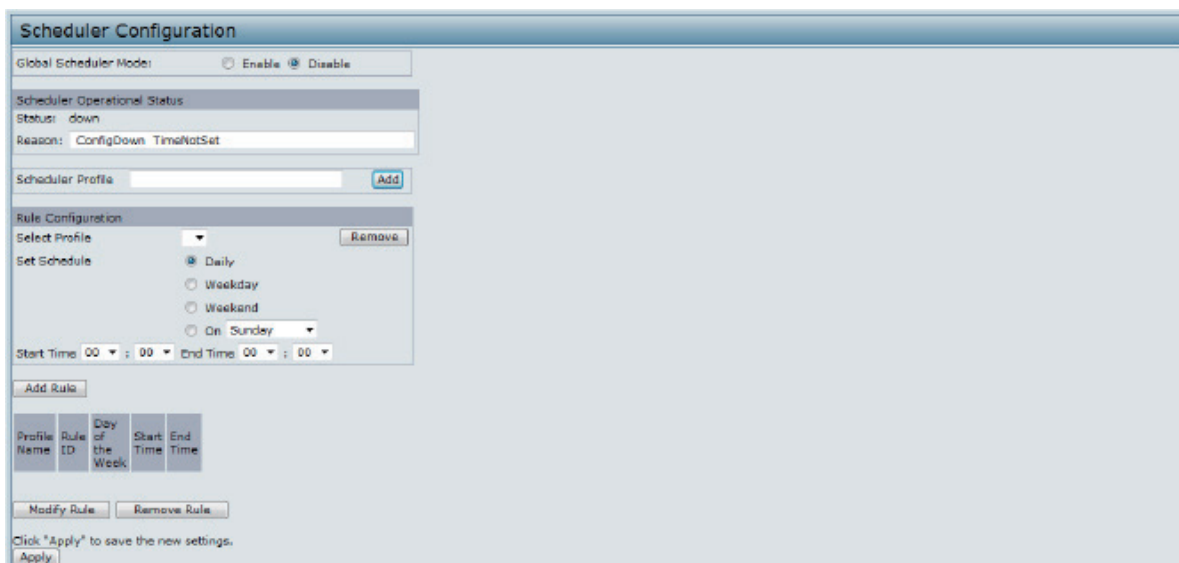 Scheduler Configuration
Global Scheduler Mode: Enable Disable
Scheduler Operational Status
Status: down
Reason: ConfigDown TimeNotSet
Scheduler Profile Add
Rule Configuration
Select Profile Remove
Set Schedule Daily
Weekday
Weekend
On Sunday
Start Time 00 : 00 End Time 00 : 00
Add Rule
Profile Name Rule ID Day of the Week Start Time End Time
Modify Rule Remove Rule
Click "Apply" to save the new settings.
Apply